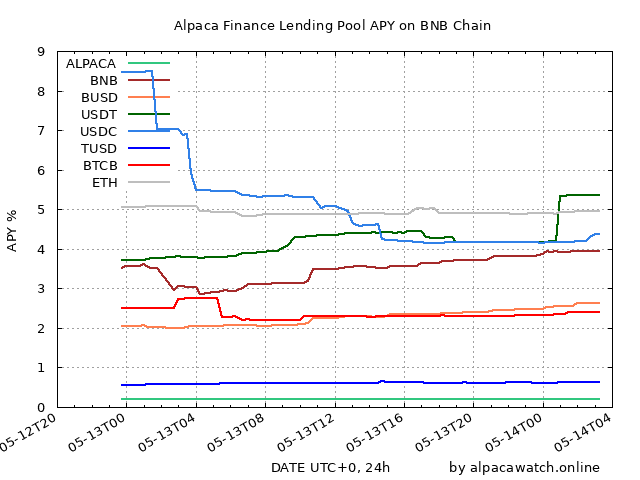 Alpaca Finance Lending Pool APY on BNB Chain
9
8
7
6
5
4
3
2
1
0
APY %
ALPACA
BNB
BUSD
USDT
USDC
TUSD
BTCB
ETH
05-12T20
05-13T00
05-13T04
05-13T08
05-13T12
05-13T16
05-13T20
05-14T00
05-14T04
DATE UTC+0, 24h
by alpacawatch.online